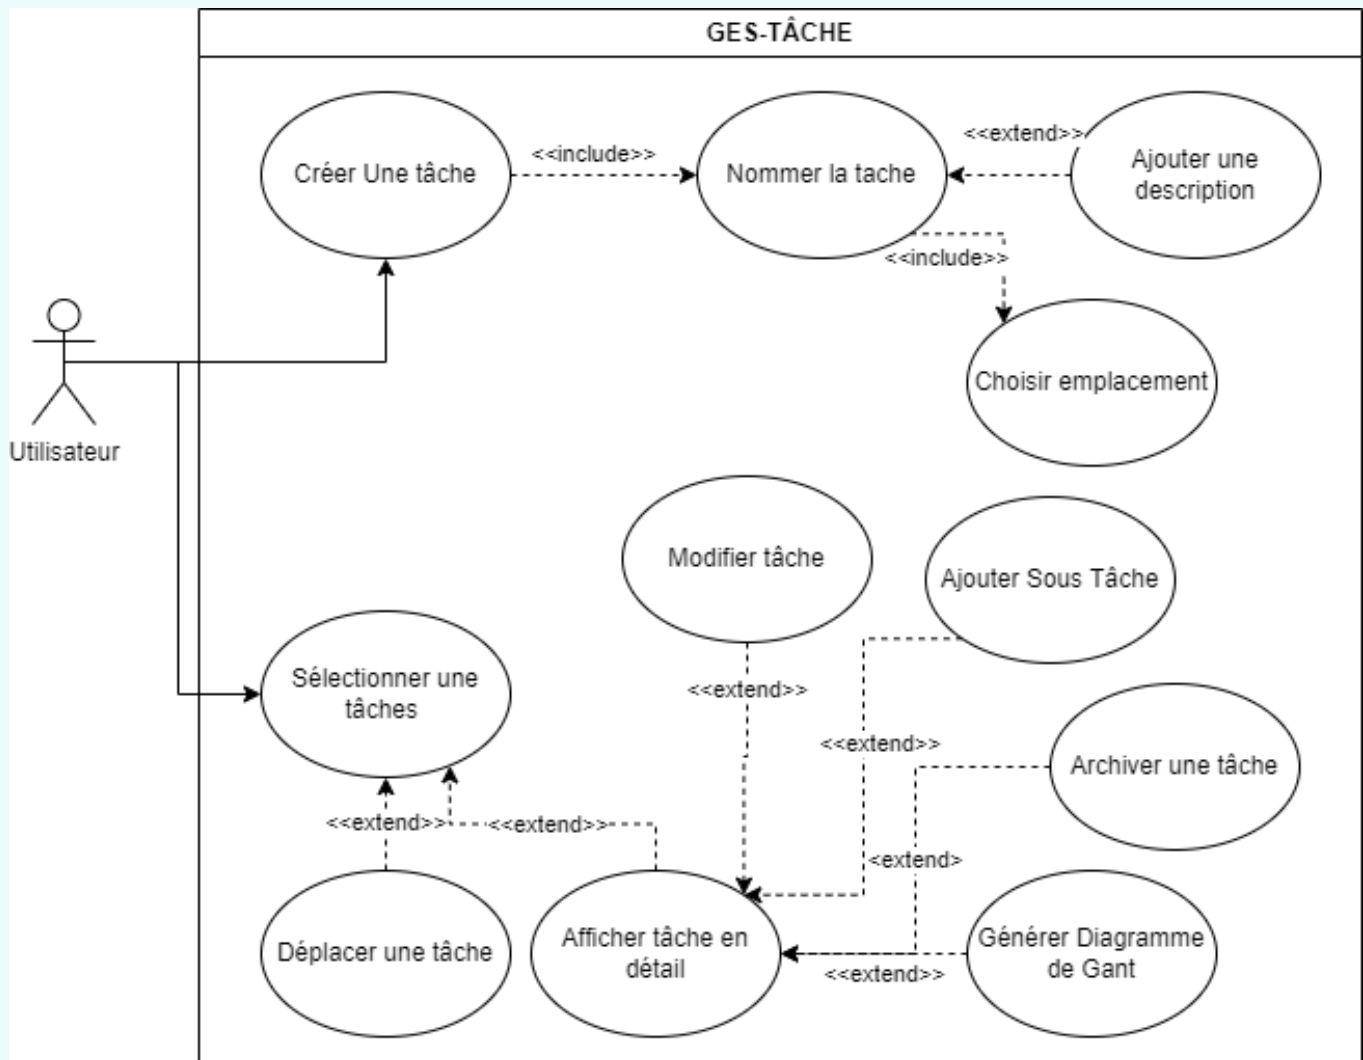 GES-TÂCHE
Créer Une tâche
<<include>>
Nommer la tache
<<extend>>
Ajouter une
description
<<include>>
Choisir emplacement
Utilisateur
Modifier tâche
Ajouter Sous Tâche
Sélectionner une
tâches
<<extend>>
<<extend>>
Archiver une tâche
<<extend>>
<<extend>>
<extend>
Déplacer une tâche
Afficher tâche en
détail
<<extend>>
Générer Diagramme
de Gant